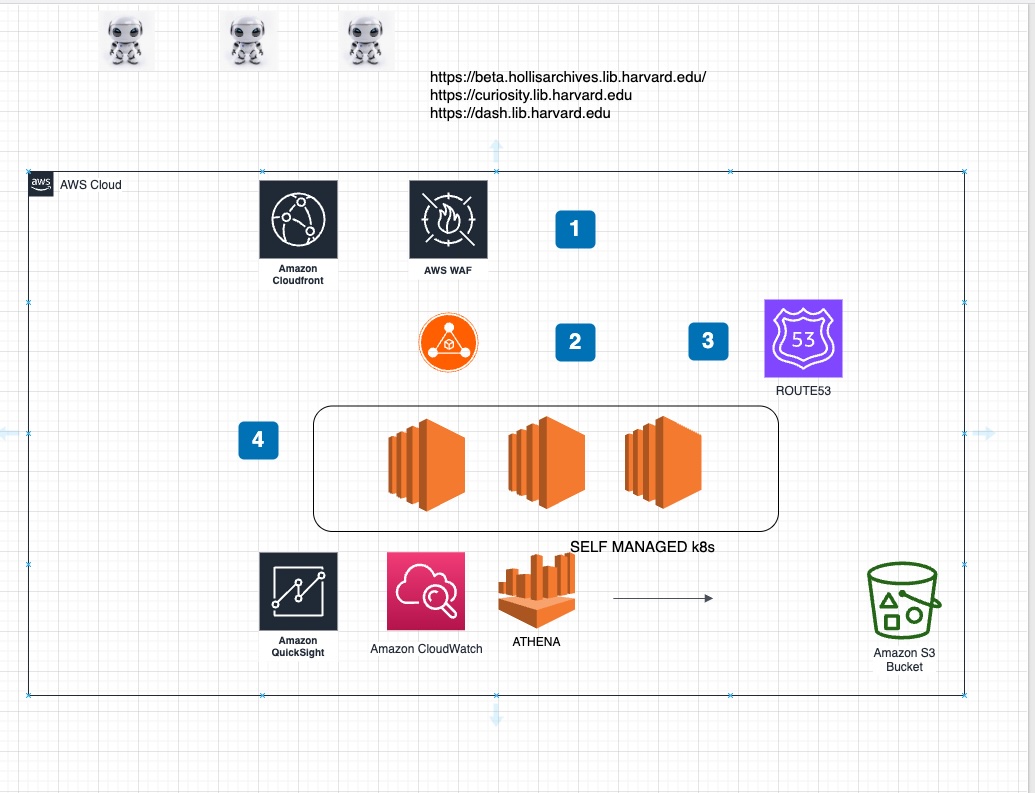 https://beta.hollisarchives.lib.harvard.edu/
https://curiosity.lib.harvard.edu
https://dash.lib.harvard.edu
aws
AWS Cloud
Amazon
Cloudfront
AWS WAF
1
2
3
53
ROUTE53
4
SELF MANAGED k8s
Amazon
QuickSight
Amazon CloudWatch
ATHENA
Amazon S3
Bucket